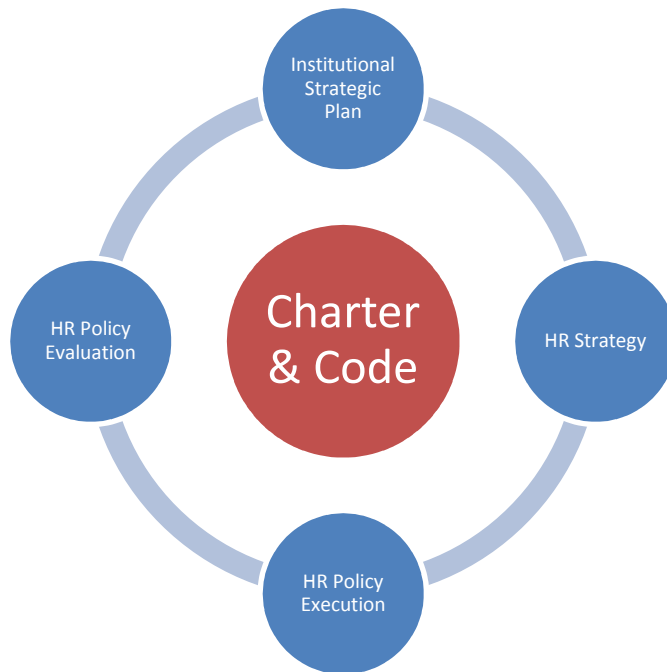 Institutional
Strategic
Plan
HR Policy
Evaluation
Charter
& Code
HR Strategy
HR Policy
Execution